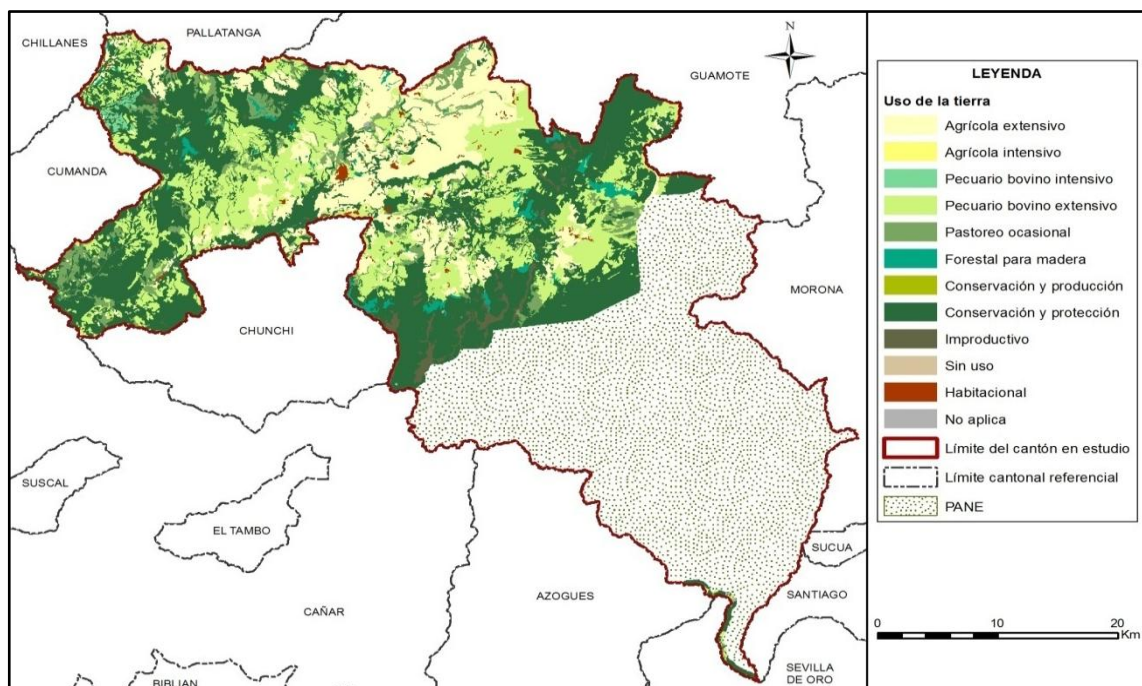 CHILLANES
PALLATANGA
N
GUAMOTE
CUMANDA
MORONA
CHUNCHI
SUSCAL
EL TAMBO
SUCUA
AZOGUES
SANTIAGO
CAÑAR
SEVILLA
DE ORO
BIBLIAN
LEYENDA
Uso de la tierra
Agrícola extensivo
Agrícola intensivo
Pecuario bovino intensivo
Pecuario bovino extensivo
Pastoreo ocasional
Forestal para madera
Conservación y producción
Conservación y protección
Improductivo
Sin uso
Habitacional
No aplica
Límite del cantón en estudio
Límite cantonal referencial
PANE
0 10 20
Km